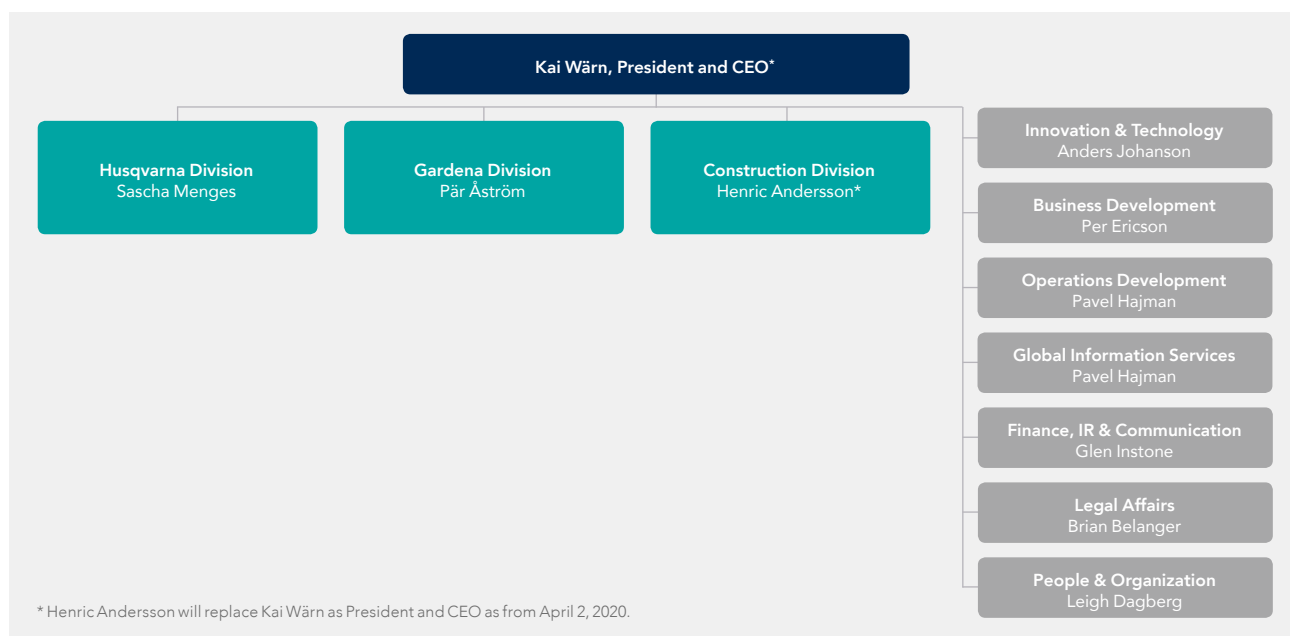 Kai Wärn, President and CEO*
Husqvarna Division
Sascha Menges
Gardena Division
Pär Åström
Construction Division
Henric Andersson*
Innovation & Technology
Anders Johanson
Business Development
Per Ericson
Operations Development
Pavel Hajman
Global Information Services
Pavel Hajman
Finance, IR & Communication
Glen Instone
Legal Affairs
Brian Belanger
People & Organization
Leigh Dagberg
* Henric Andersson will replace Kai Wärn as President and CEO as from April 2, 2020.